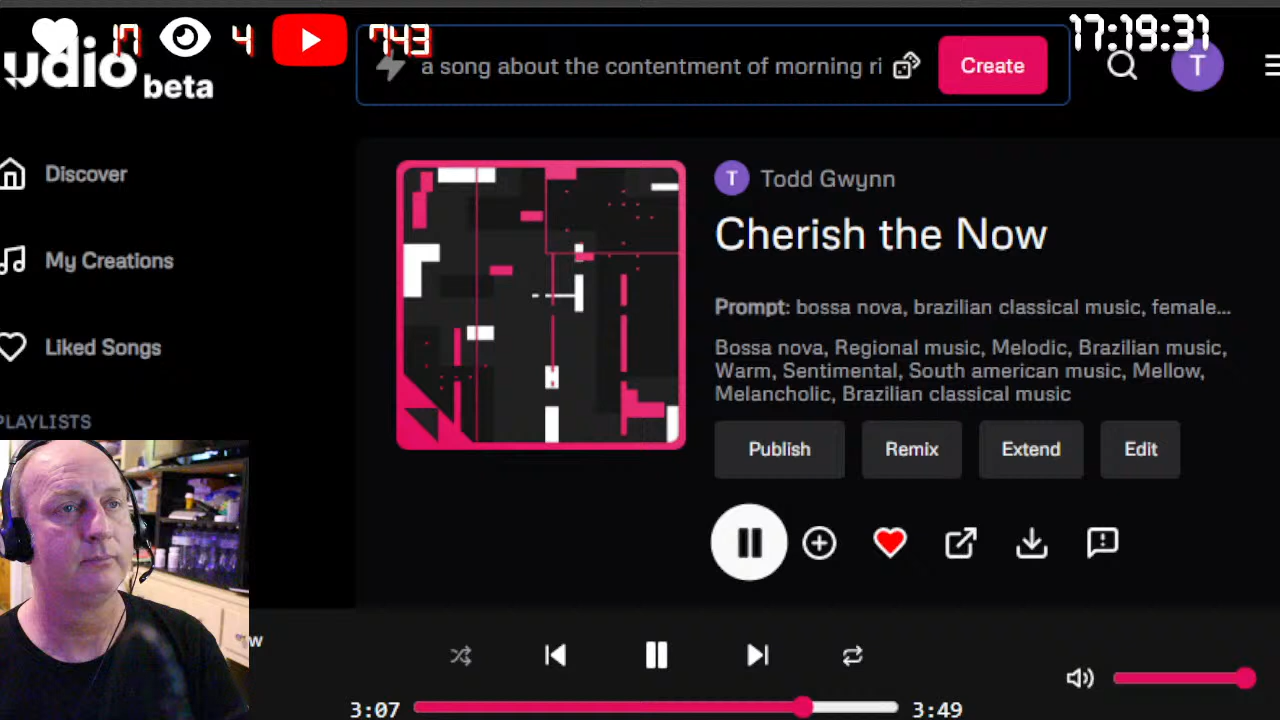 17 4 743 17:19:31
udio beta
a song about the contentment of morning ri
Create
T
Discover
My Creations
Liked Songs
PLAYLISTS
T Todd Gwynn
Cherish the Now
Prompt: bossa nova, brazilian classical music, female...
Bossa nova, Regional music, Melodic, Brazilian music,
Warm, Sentimental, South american music, Mellow,
Melancholic, Brazilian classical music
Publish Remix Extend Edit
3:07 3:49